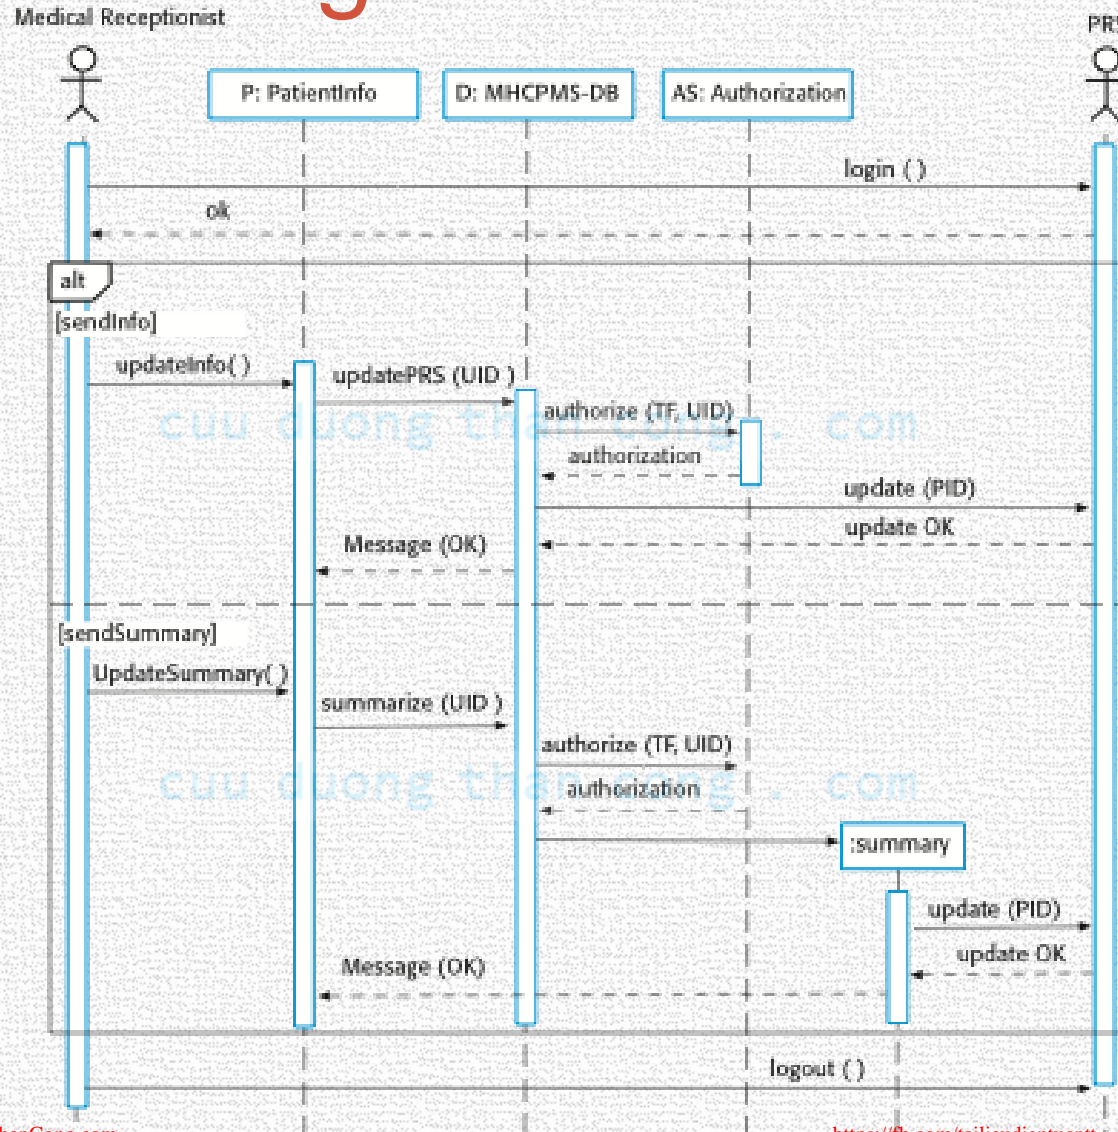 Medical Receptionist
PRS
P: PatientInfo
D: MHCPMS-DB
AS: Authorization
login ( )
ok
alt
[sendInfo]
updateInfo( )
updatePRS (UID )
authorize (TF, UID)
cuu duong than cong . com
authorization
update (PID)
update OK
Message (OK)
[sendSummary]
UpdateSummary( )
summarize (UID )
authorize (TF, UID)
cuu duong than cong . com
authorization
:summary
update (PID)
update OK
Message (OK)
logout ( )